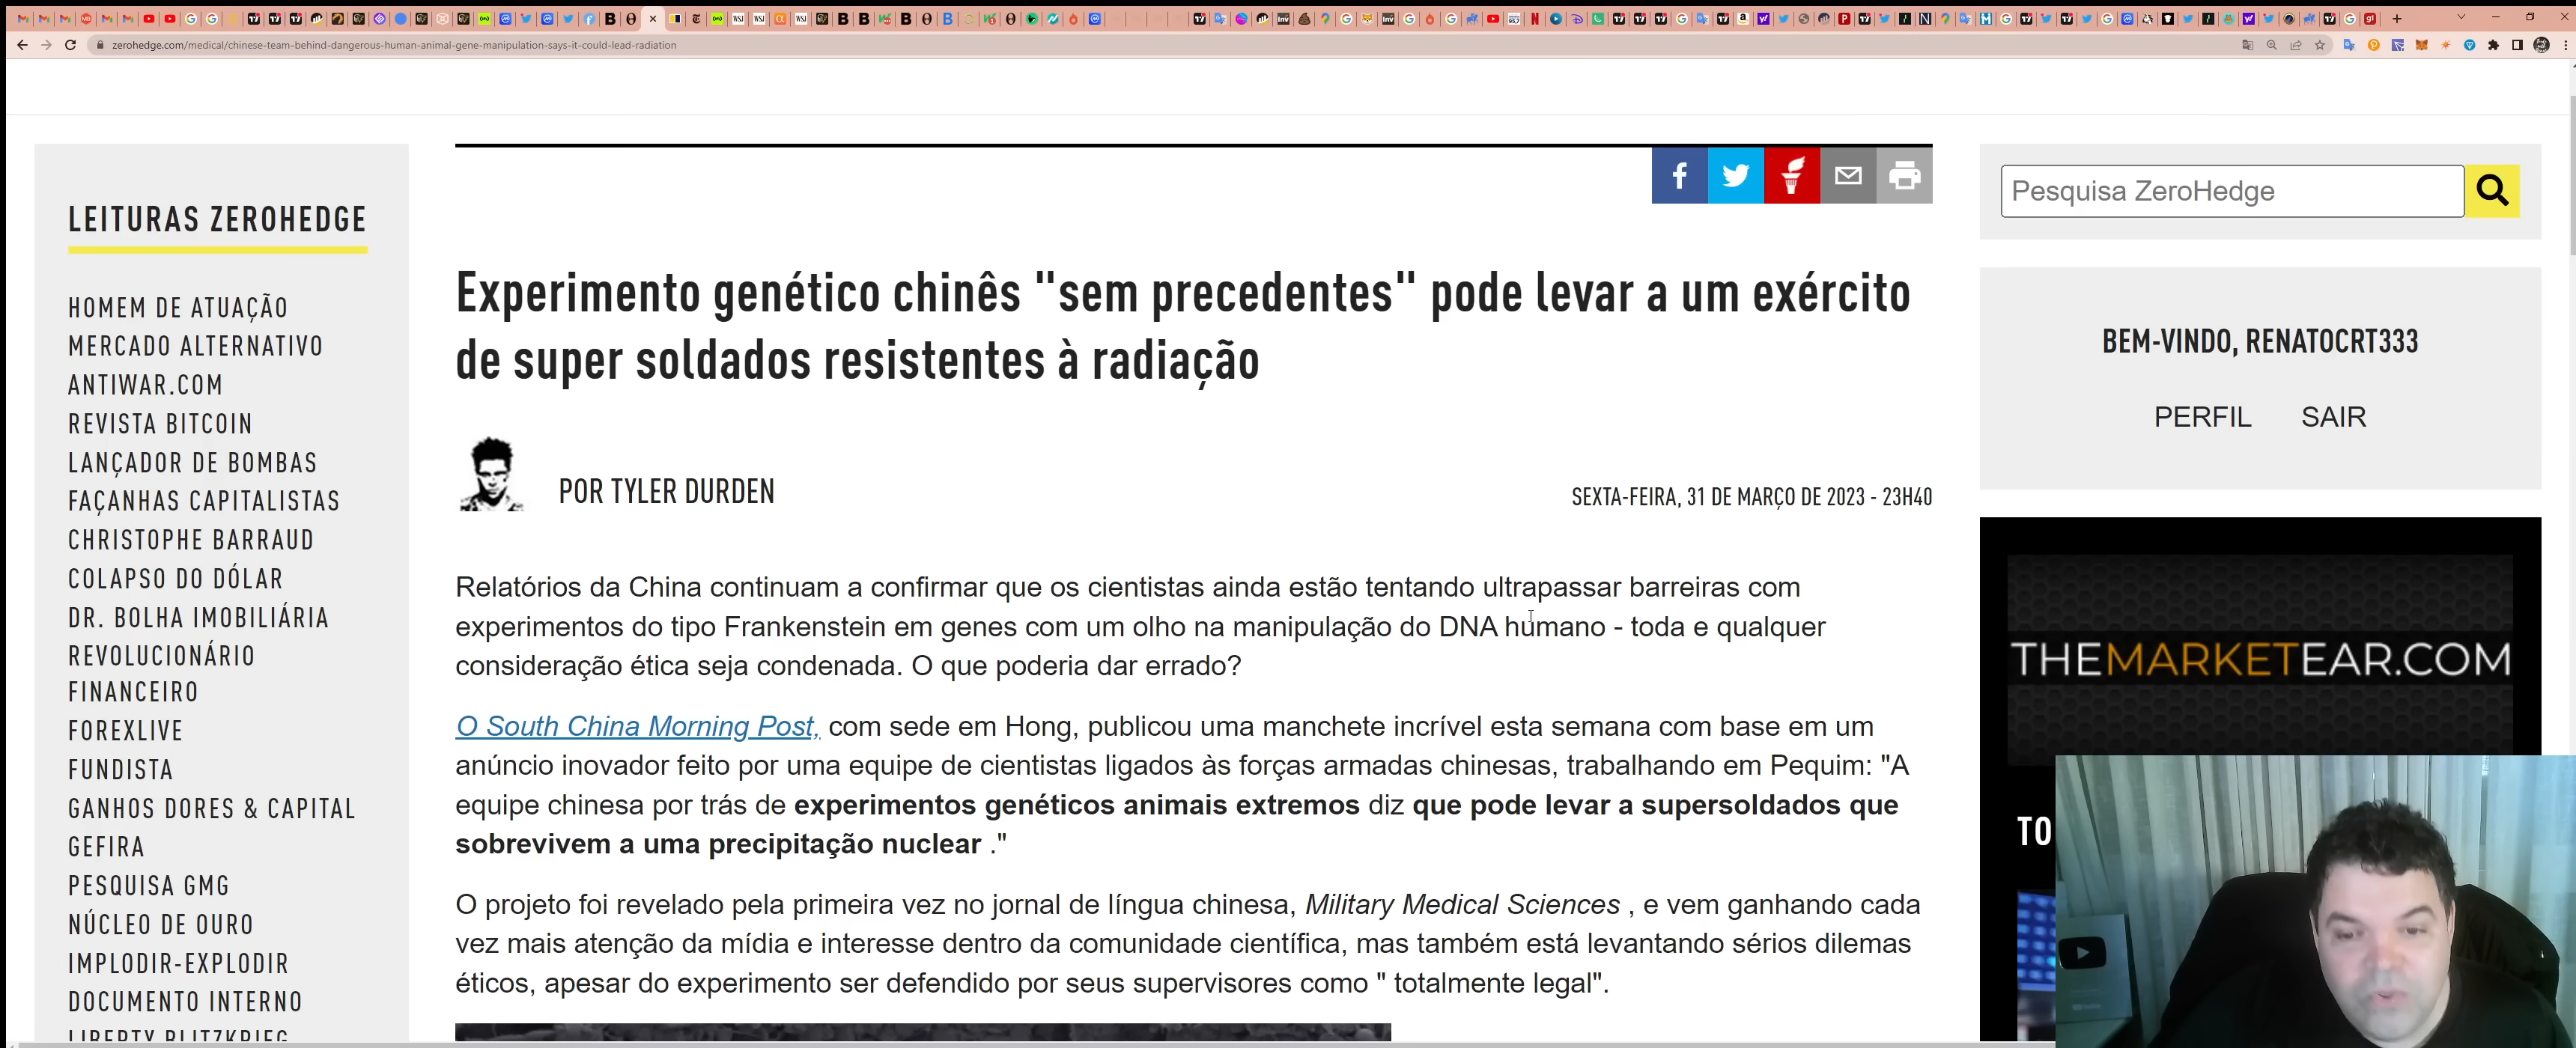 zerohedge.com/medical/chinese-team-behind-dangerous-human-animal-gene-manipulation-says-it-could-lead-radiation
LEITURAS ZEROHEDGE
HOMEM DE ATUAÇÃO
MERCADO ALTERNATIVO
ANTIWAR.COM
REVISTA BITCOIN
LANÇADOR DE BOMBAS
FAÇANHAS CAPITALISTAS
CHRISTOPHE BARRAUD
COLAPSO DO DÓLAR
DR. BOLHA IMOBILIÁRIA
REVOLUCIONÁRIO
FINANCEIRO
FOREXLIVE
FUNDISTA
GANHOS DORES & CAPITAL
GEFIRA
PESQUISA GMG
NÚCLEO DE OURO
IMPLODIR-EXPLODIR
DOCUMENTO INTERNO
LIBERTY BLITZKRIEG
Experimento genético chinês "sem precedentes" pode levar a um exército
de super soldados resistentes à radiação
POR TYLER DURDEN
SEXTA-FEIRA, 31 DE MARÇO DE 2023 - 23H40
Relatórios da China continuam a confirmar que os cientistas ainda estão tentando ultrapassar barreiras com
experimentos do tipo Frankenstein em genes com um olho na manipulação do DNA humano - toda e qualquer
consideração ética seja condenada. O que poderia dar errado?
O South China Morning Post, com sede em Hong, publicou uma manchete incrível esta semana com base em um
anúncio inovador feito por uma equipe de cientistas ligados às forças armadas chinesas, trabalhando em Pequim: "A
equipe chinesa por trás de experimentos genéticos animais extremos diz que pode levar a supersoldados que
sobrevivem a uma precipitação nuclear ."
O projeto foi revelado pela primeira vez no jornal de língua chinesa, Military Medical Sciences , e vem ganhando cada
vez mais atenção da mídia e interesse dentro da comunidade científica, mas também está levantando sérios dilemas
éticos, apesar do experimento ser defendido por seus supervisores como " totalmente legal".
Pesquisa ZeroHedge
BEM-VINDO, RENATOCRT333
PERFIL SAIR
THEMARKETEAR.COM
TO